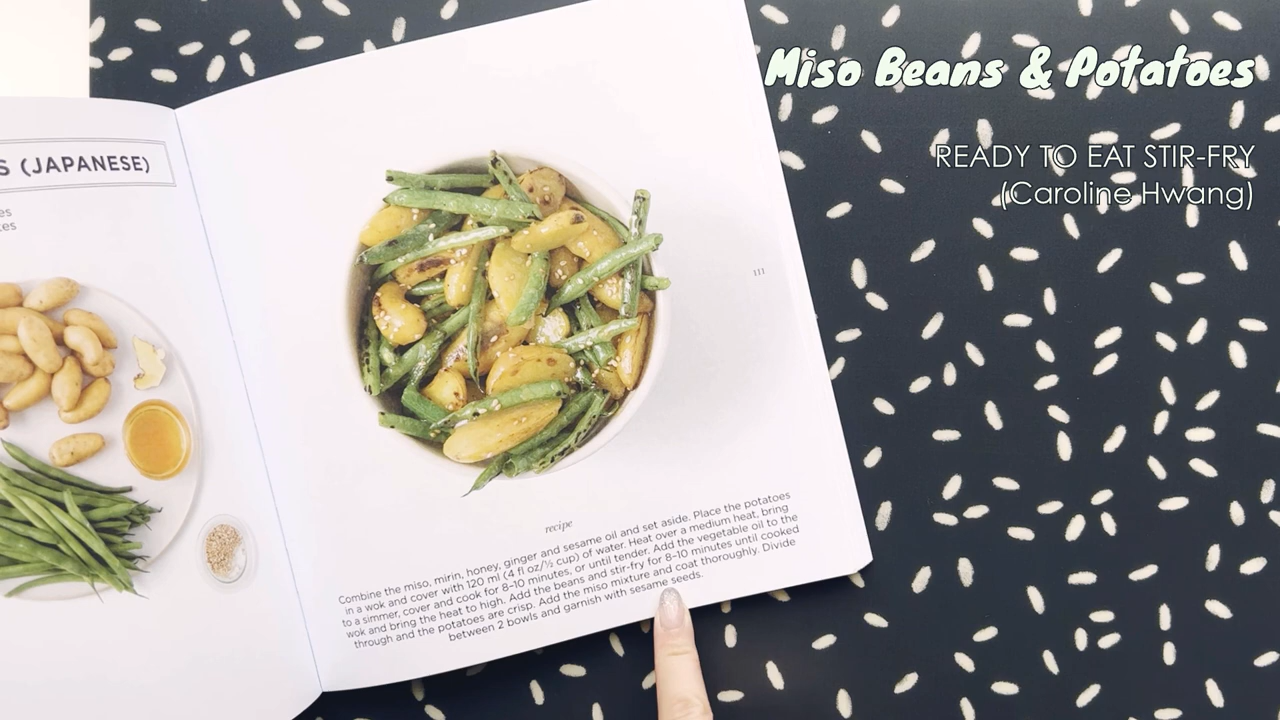 S (JAPANESE)
es
tes
Miso Beans & Potatoes
READY TO EAT STIR-FRY
(Caroline Hwang)
111
recipe
Combine the miso, mirin, honey, ginger and sesame oil and set aside. Place the potatoes
in a wok and cover with 120 ml (4 fl oz/½ cup) of water. Heat over a medium heat, bring
to a simmer, cover and cook for 8–10 minutes, or until tender. Add the vegetable oil to the
wok and bring the heat to high. Add the beans and stir-fry for 8–10 minutes until cooked
through and the potatoes are crisp. Add the miso mixture and coat thoroughly. Divide
between 2 bowls and garnish with sesame seeds.